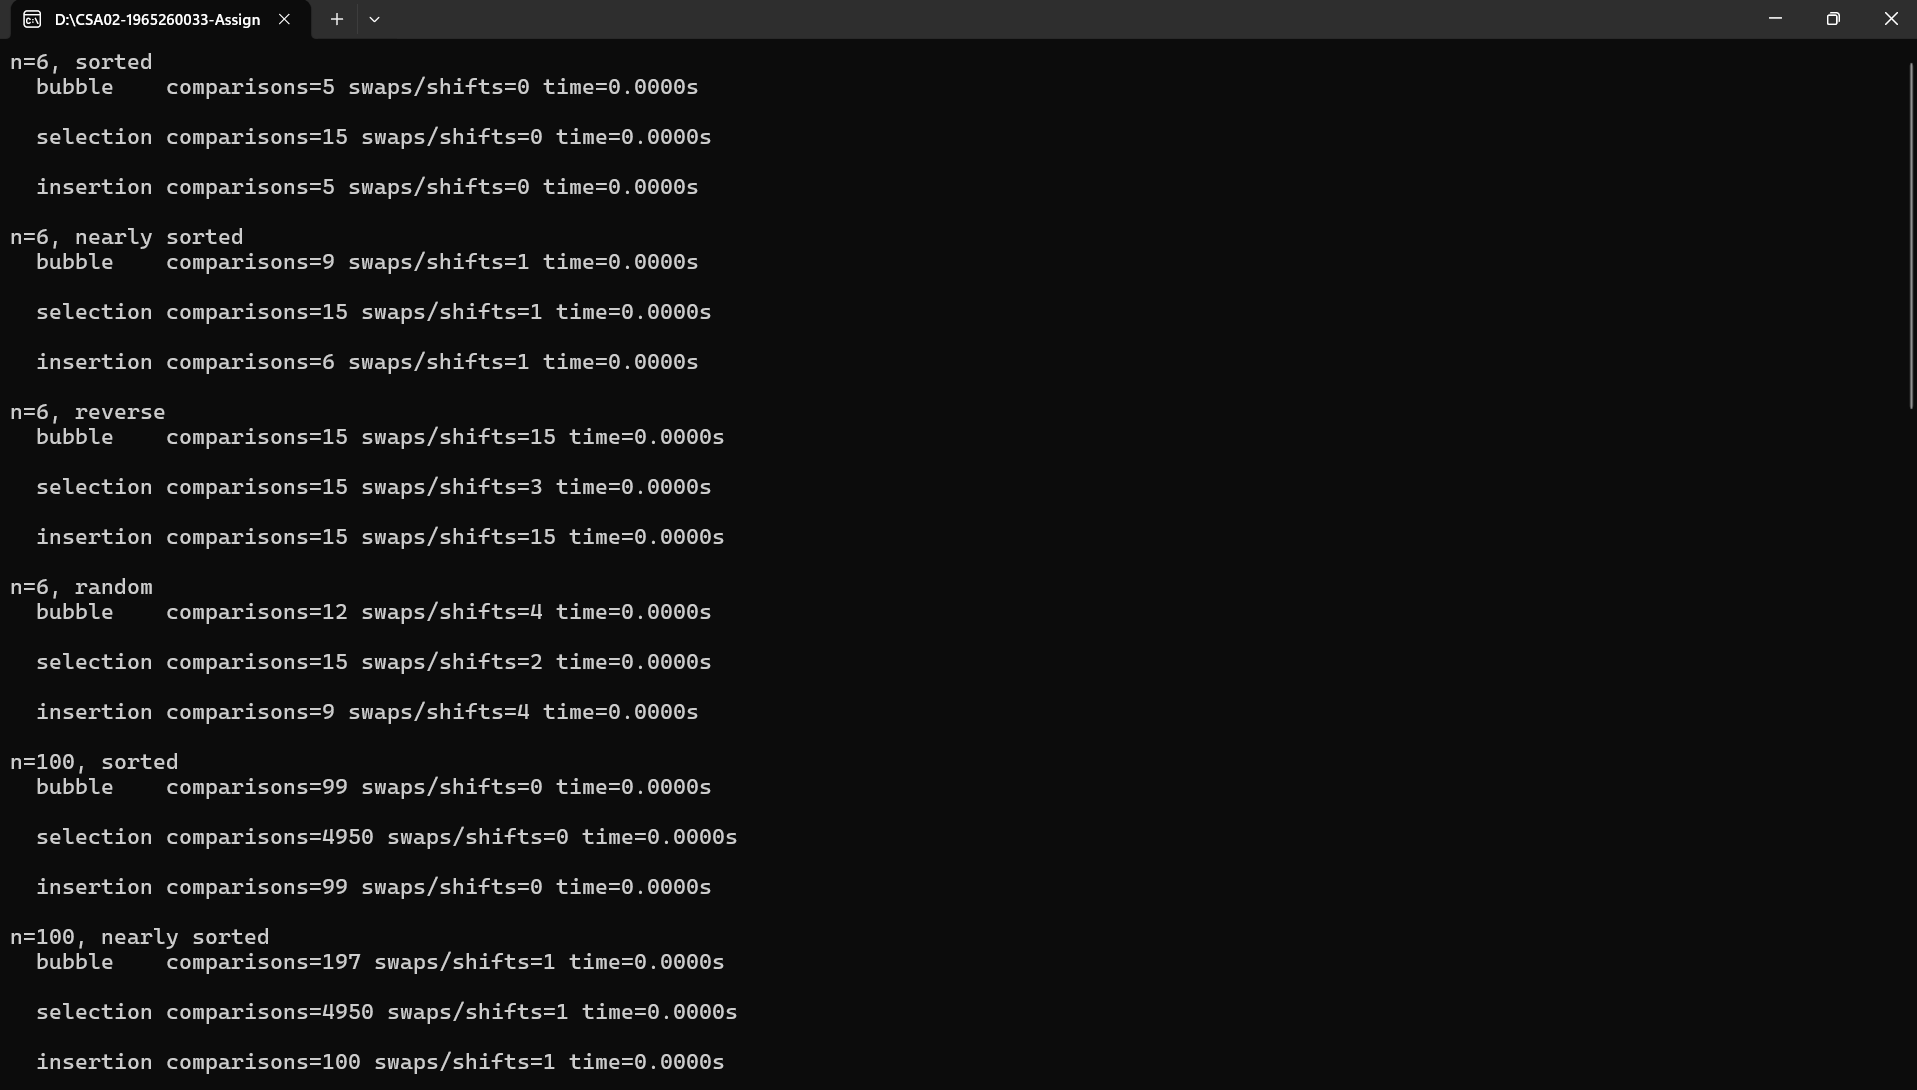 D:\CSA02-1965260033-Assign
n=6, sorted
bubble    comparisons=5 swaps/shifts=0 time=0.0000s
selection comparisons=15 swaps/shifts=0 time=0.0000s
insertion comparisons=5 swaps/shifts=0 time=0.0000s
n=6, nearly sorted
bubble    comparisons=9 swaps/shifts=1 time=0.0000s
selection comparisons=15 swaps/shifts=1 time=0.0000s
insertion comparisons=6 swaps/shifts=1 time=0.0000s
n=6, reverse
bubble    comparisons=15 swaps/shifts=15 time=0.0000s
selection comparisons=15 swaps/shifts=3 time=0.0000s
insertion comparisons=15 swaps/shifts=15 time=0.0000s
n=6, random
bubble    comparisons=12 swaps/shifts=4 time=0.0000s
selection comparisons=15 swaps/shifts=2 time=0.0000s
insertion comparisons=9 swaps/shifts=4 time=0.0000s
n=100, sorted
bubble    comparisons=99 swaps/shifts=0 time=0.0000s
selection comparisons=4950 swaps/shifts=0 time=0.0000s
insertion comparisons=99 swaps/shifts=0 time=0.0000s
n=100, nearly sorted
bubble    comparisons=197 swaps/shifts=1 time=0.0000s
selection comparisons=4950 swaps/shifts=1 time=0.0000s
insertion comparisons=100 swaps/shifts=1 time=0.0000s